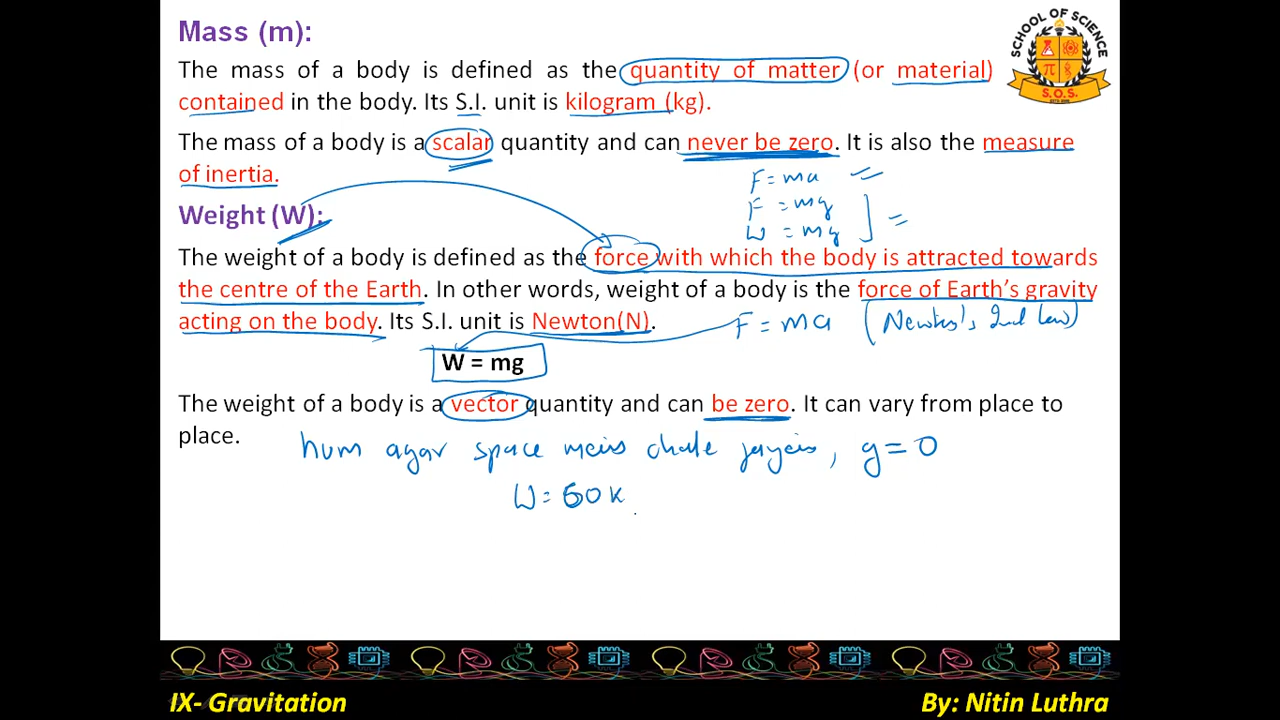 Mass (m):
SCHOOL OF SCIENCE
S.O.S.
The mass of a body is defined as the quantity of matter (or material)
contained in the body. Its S.I. unit is kilogram (kg).
The mass of a body is a scalar quantity and can never be zero. It is also the measure
of inertia.
F = ma
F = mg
W = mg
Weight (W):
The weight of a body is defined as the force with which the body is attracted towards
the centre of the Earth. In other words, weight of a body is the force of Earth's gravity
acting on the body. Its S.I. unit is Newton(N).
F = ma (Newton's 2nd law)
W = mg
The weight of a body is a vector quantity and can be zero. It can vary from place to
place.
hum agar space meis chale jayeis, g = 0
W = 60 k
IX- Gravitation
By: Nitin Luthra